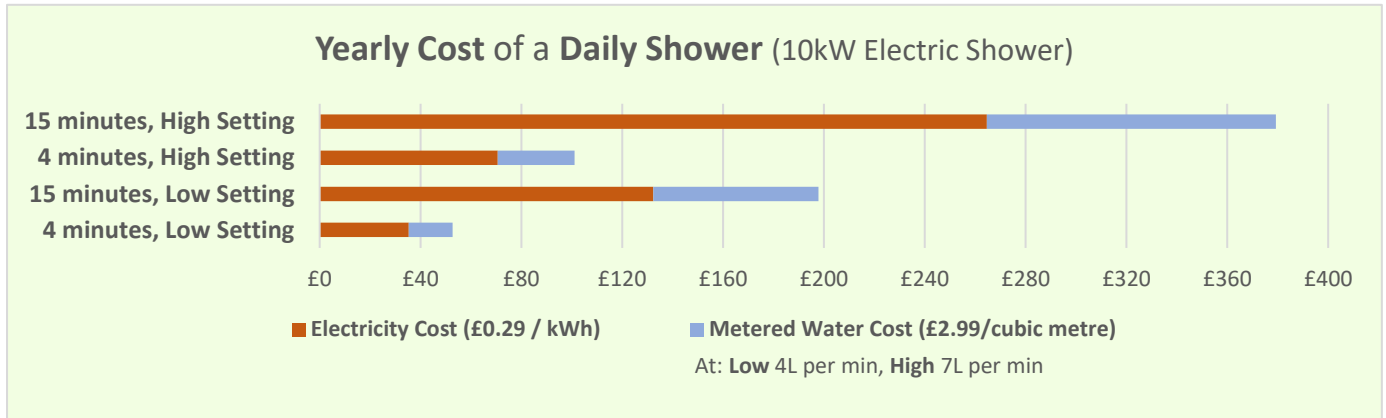 Yearly Cost of a Daily Shower (10kW Electric Shower)
15 minutes, High Setting
4 minutes, High Setting
15 minutes, Low Setting
4 minutes, Low Setting
£0 £40 £80 £120 £160 £200 £240 £280 £320 £360 £400
Electricity Cost (£0.29 / kWh) Metered Water Cost (£2.99/cubic metre)
At: Low 4L per min, High 7L per min